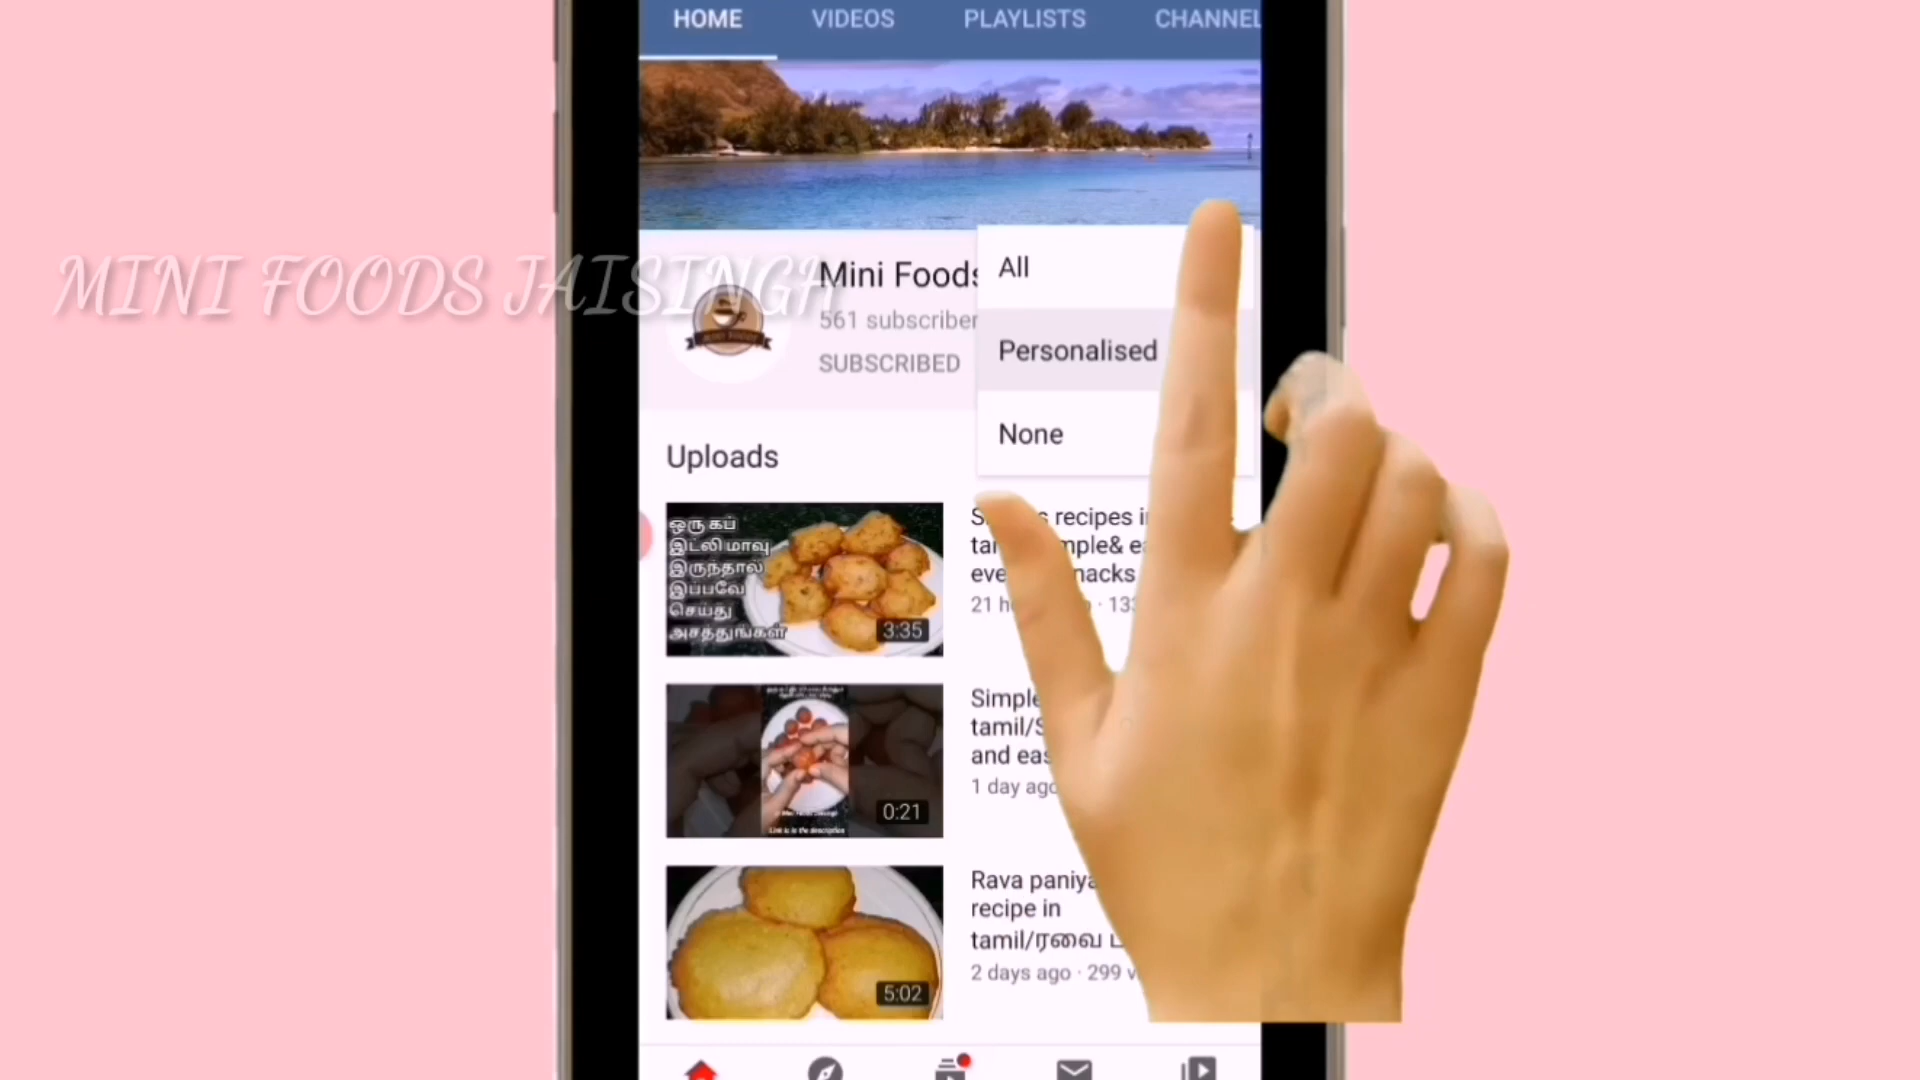 HOME VIDEOS PLAYLISTS CHANNEL
MINI FOODS JAISINGH
Mini Foods
561 subscriber
SUBSCRIBED
All
Personalised
None
Uploads
ஒரு கப்
இட்லி மாவு
இருந்தால்
இப்பவே
செய்து
அசத்துங்கள்
3:35
recipes i
mple& ea
nacks
21 h
· 133
0:21
Simple
tamil/S
and eas
1 day ago
5:02
Rava paniya
recipe in
tamil/ரவை
2 days ago · 299 v